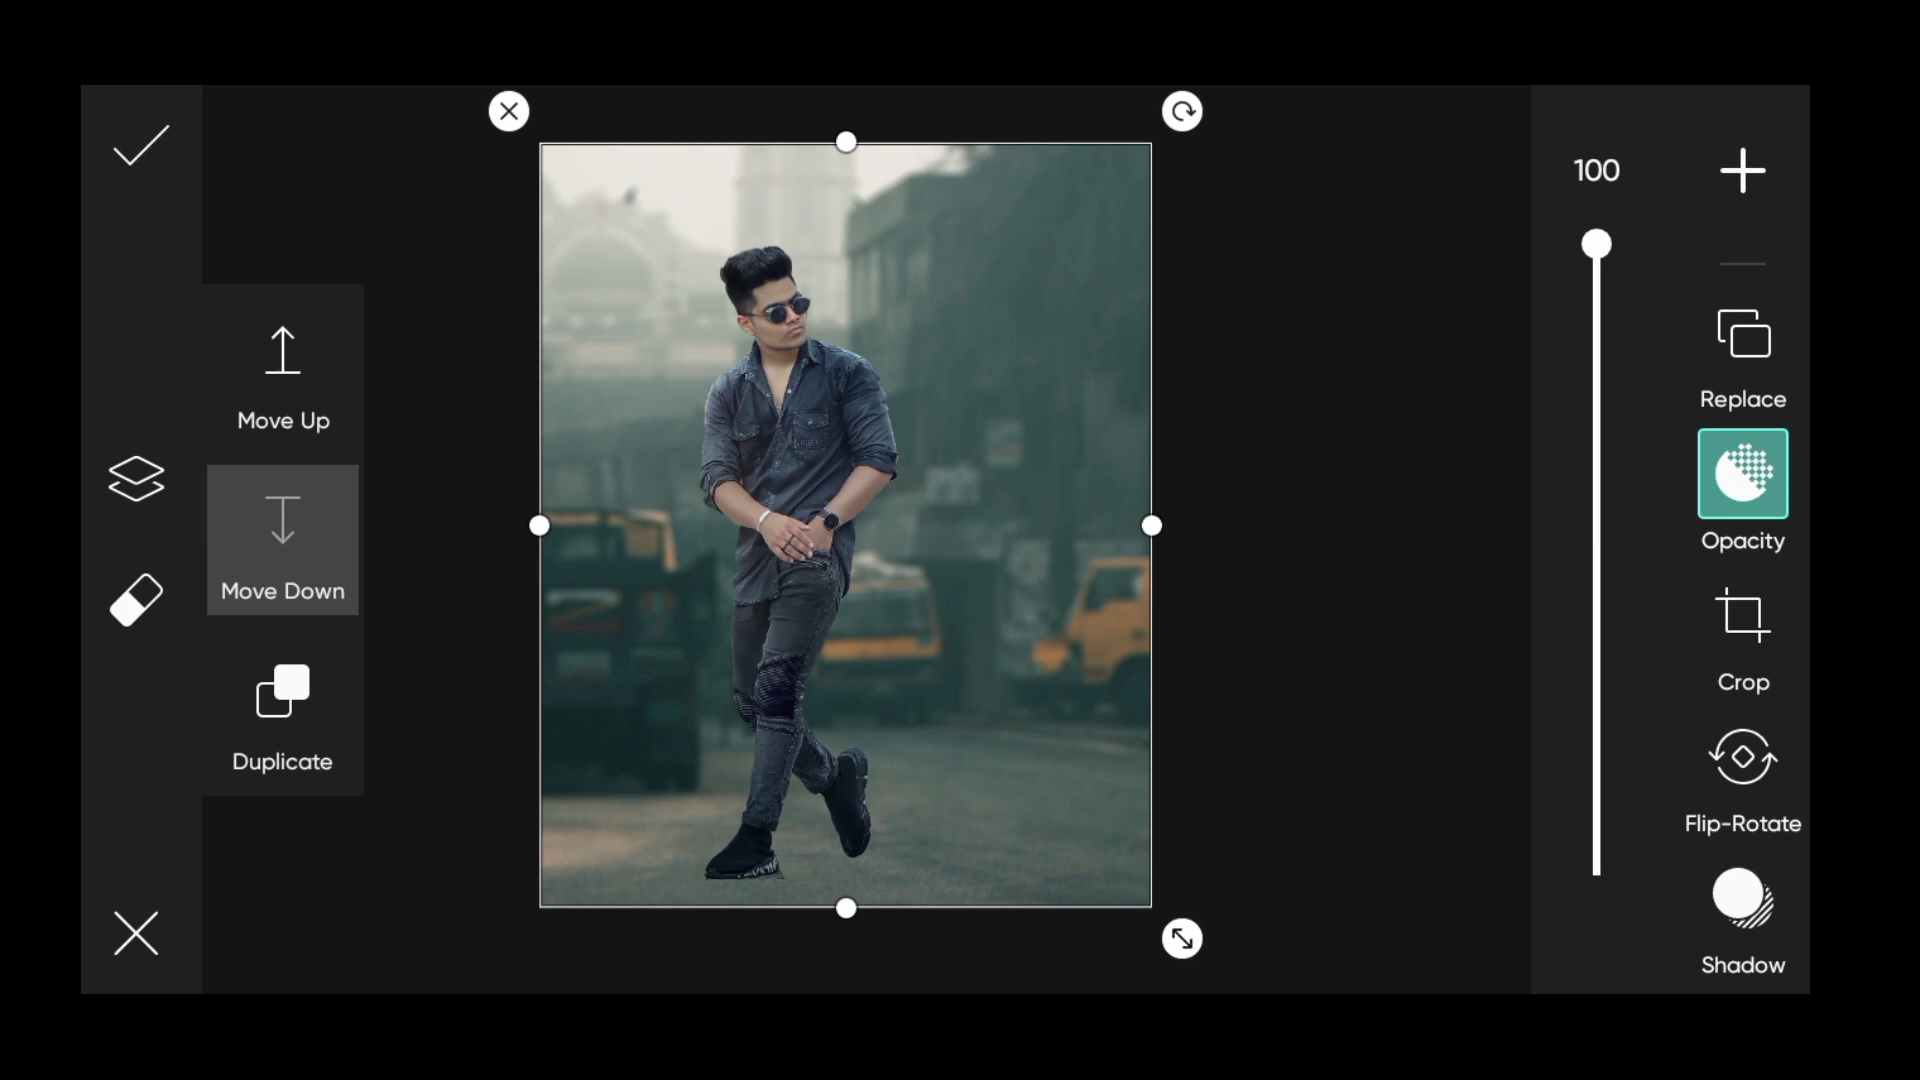 Move Up
Move Down
Duplicate
100
Replace
Opacity
Crop
Flip-Rotate
Shadow